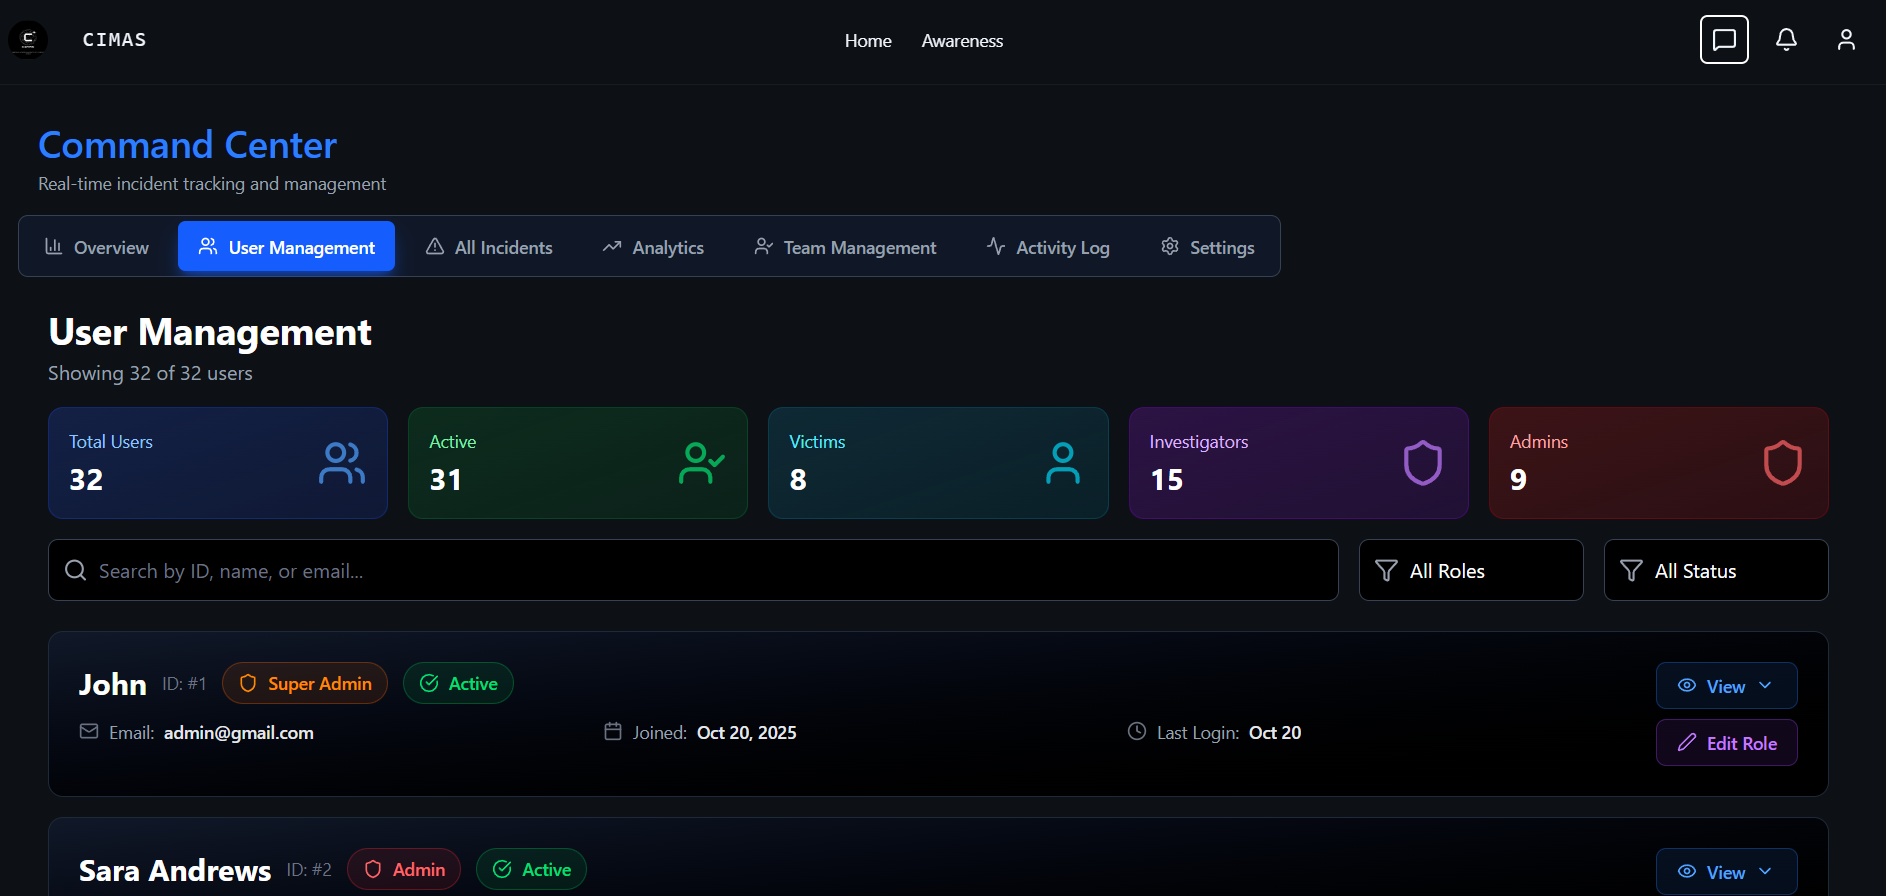 CIMAS
Home Awareness
Command Center
Real-time incident tracking and management
Overview User Management All Incidents Analytics Team Management Activity Log Settings
User Management
Showing 32 of 32 users
Total Users Active Victims Investigators Admins
32 31 8 15 9
Search by ID, name, or email... All Roles All Status
John ID: #1 Super Admin Active View
Email: admin@gmail.com Joined: Oct 20, 2025 Last Login: Oct 20
Edit Role
Sara Andrews ID: #2 Admin Active View